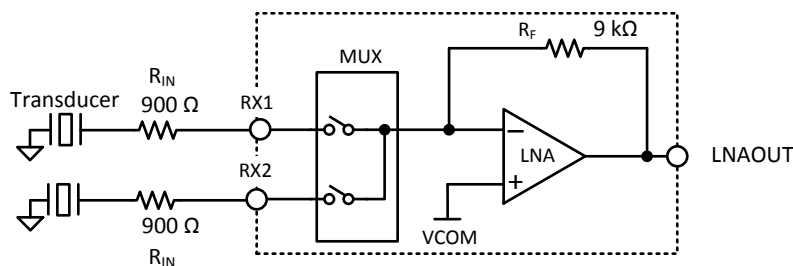 R_F 9 kΩ
MUX
R_IN
Transducer
900 Ω
RX1
LNA
LNAOUT
RX2
900 Ω
VCOM
R_IN